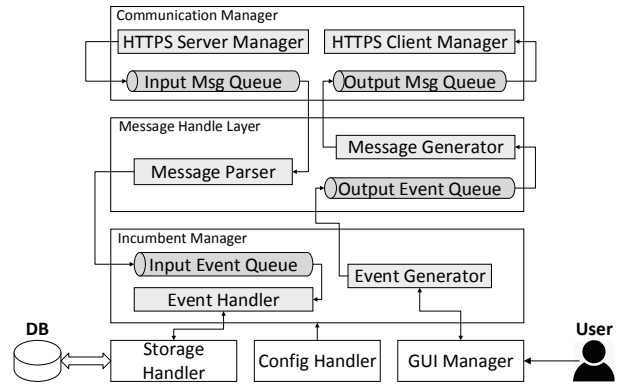 Communication Manager
HTTPS Server Manager
HTTPS Client Manager
Input Msg Queue
Output Msg Queue
Message Handle Layer
Message Generator
Message Parser
Output Event Queue
Incumbent Manager
Input Event Queue
Event Generator
Event Handler
DB
User
Storage
Handler
Config Handler
GUI Manager